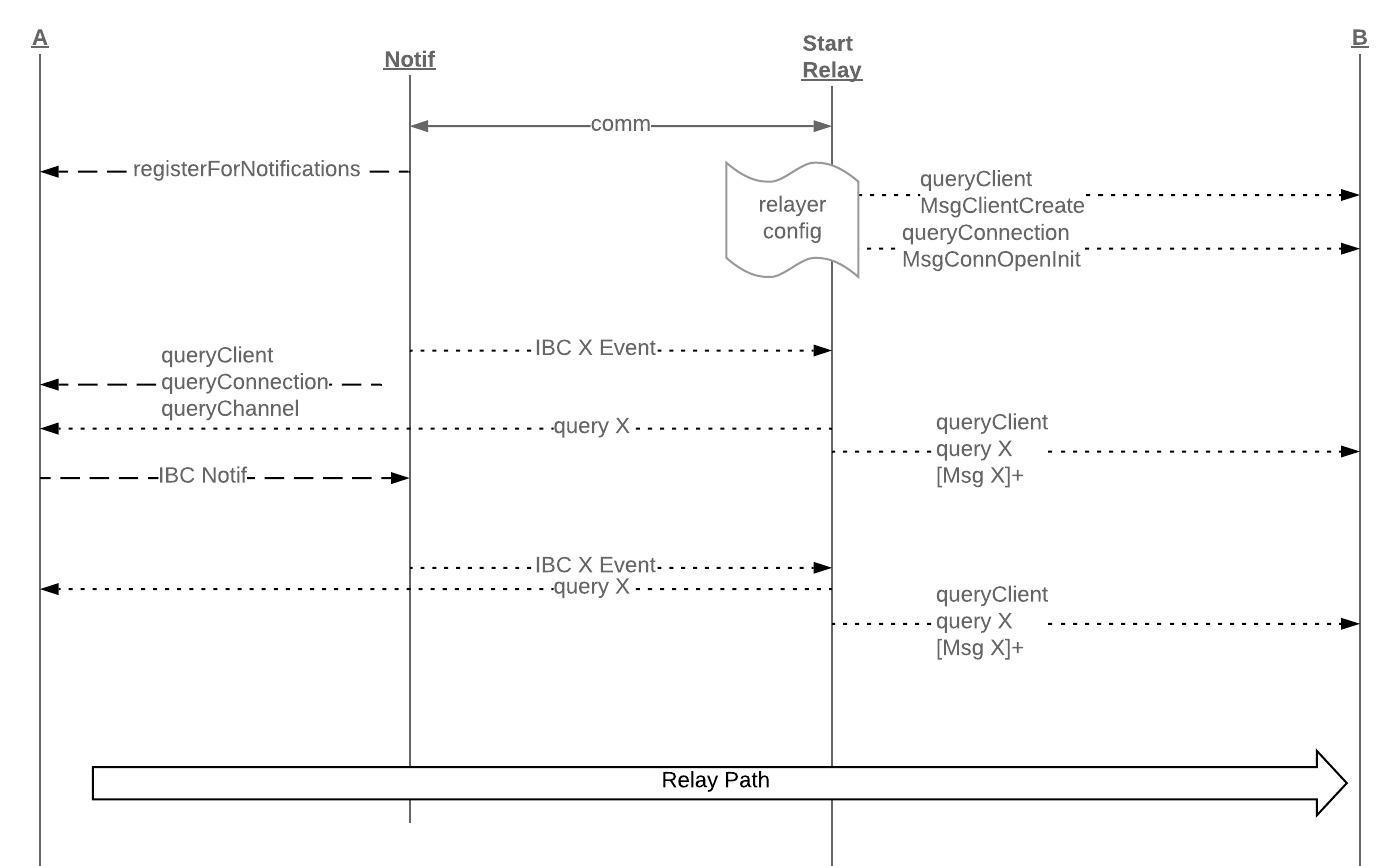 A
Notif
Start
Relay
B
comm
registerForNotifications
relayer
config
queryClient
MsgClientCreate
queryConnection
MsgConnOpenInit
IBC X Event
queryClient
queryConnection
queryChannel
query X
queryClient
query X
[Msg X]+
IBC Notif
IBC X Event
query X
queryClient
query X
[Msg X]+
Relay Path